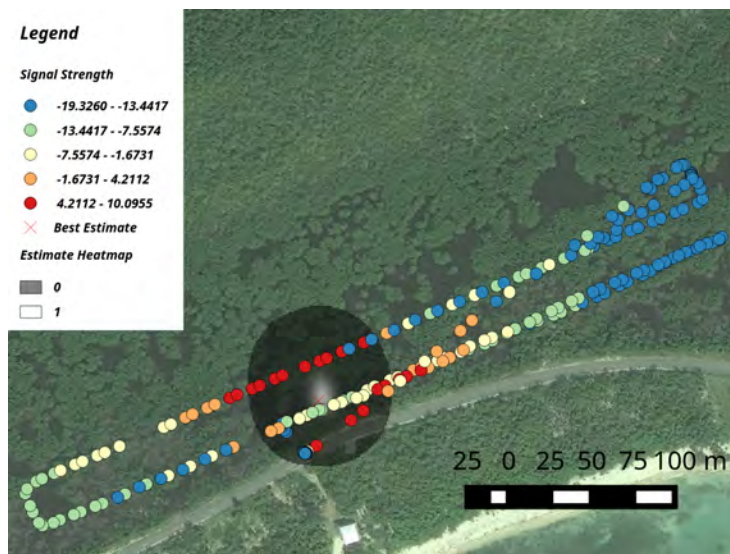 Legend
Signal Strength
-19.3260 - -13.4417
-13.4417 - -7.5574
-7.5574 - -1.6731
-1.6731 - 4.2112
4.2112 - 10.0955
Best Estimate
Estimate Heatmap
0
1
25 0 25 50 75 100 m